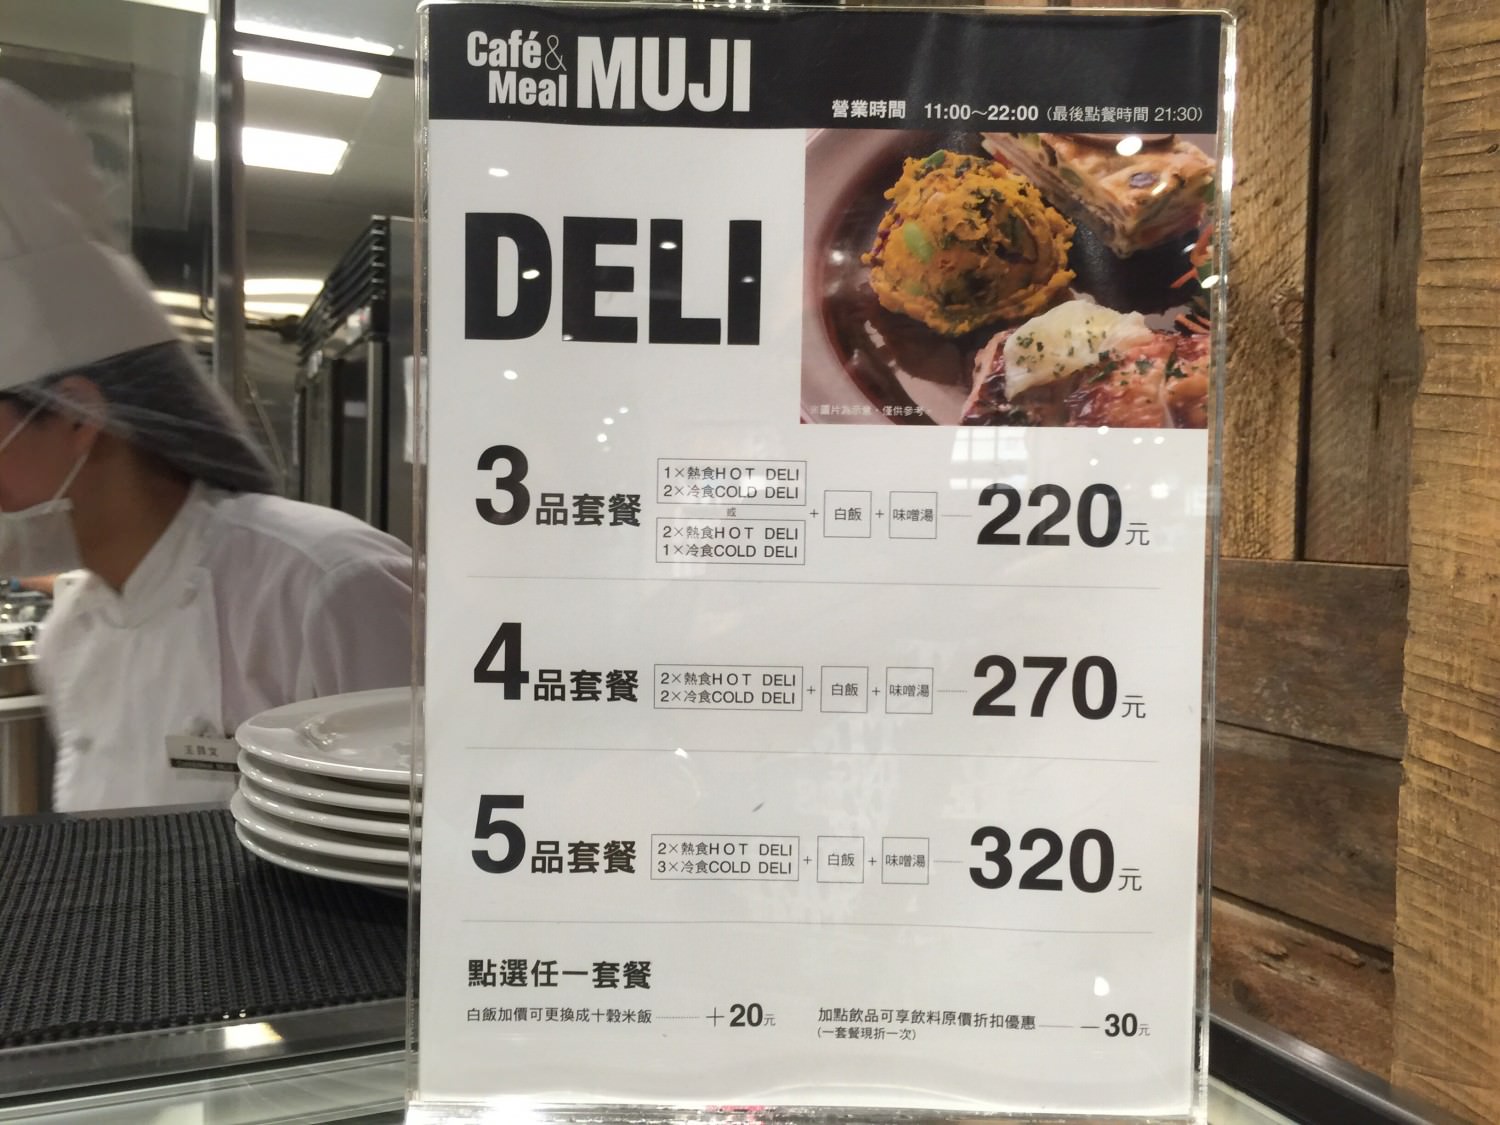 Café & Meal MUJI
營業時間 11:00～22:00（最後點餐時間 21:30）
DELI
※圖片為示意，僅供參考。
3品套餐
1×熱食HOT DELI
2×冷食COLD DELI
或
2×熱食HOT DELI
1×冷食COLD DELI
+ 白飯 + 味噌湯 220元
4品套餐
2×熱食HOT DELI
2×冷食COLD DELI
+ 白飯 + 味噌湯 270元
5品套餐
2×熱食HOT DELI
3×冷食COLD DELI
+ 白飯 + 味噌湯 320元
點選任一套餐
白飯加價可更換成十穀米飯 +20元
加點飲品可享飲料原價折扣優惠 －30元
(一套餐現折一次)